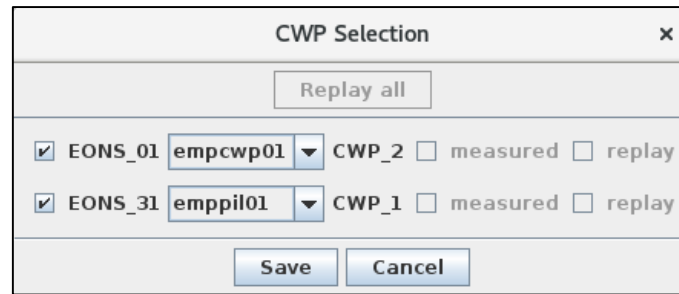 CWP Selection
Replay all
EONS_01 empcwp01 CWP_2 measured replay
EONS_31 emppil01 CWP_1 measured replay
Save Cancel